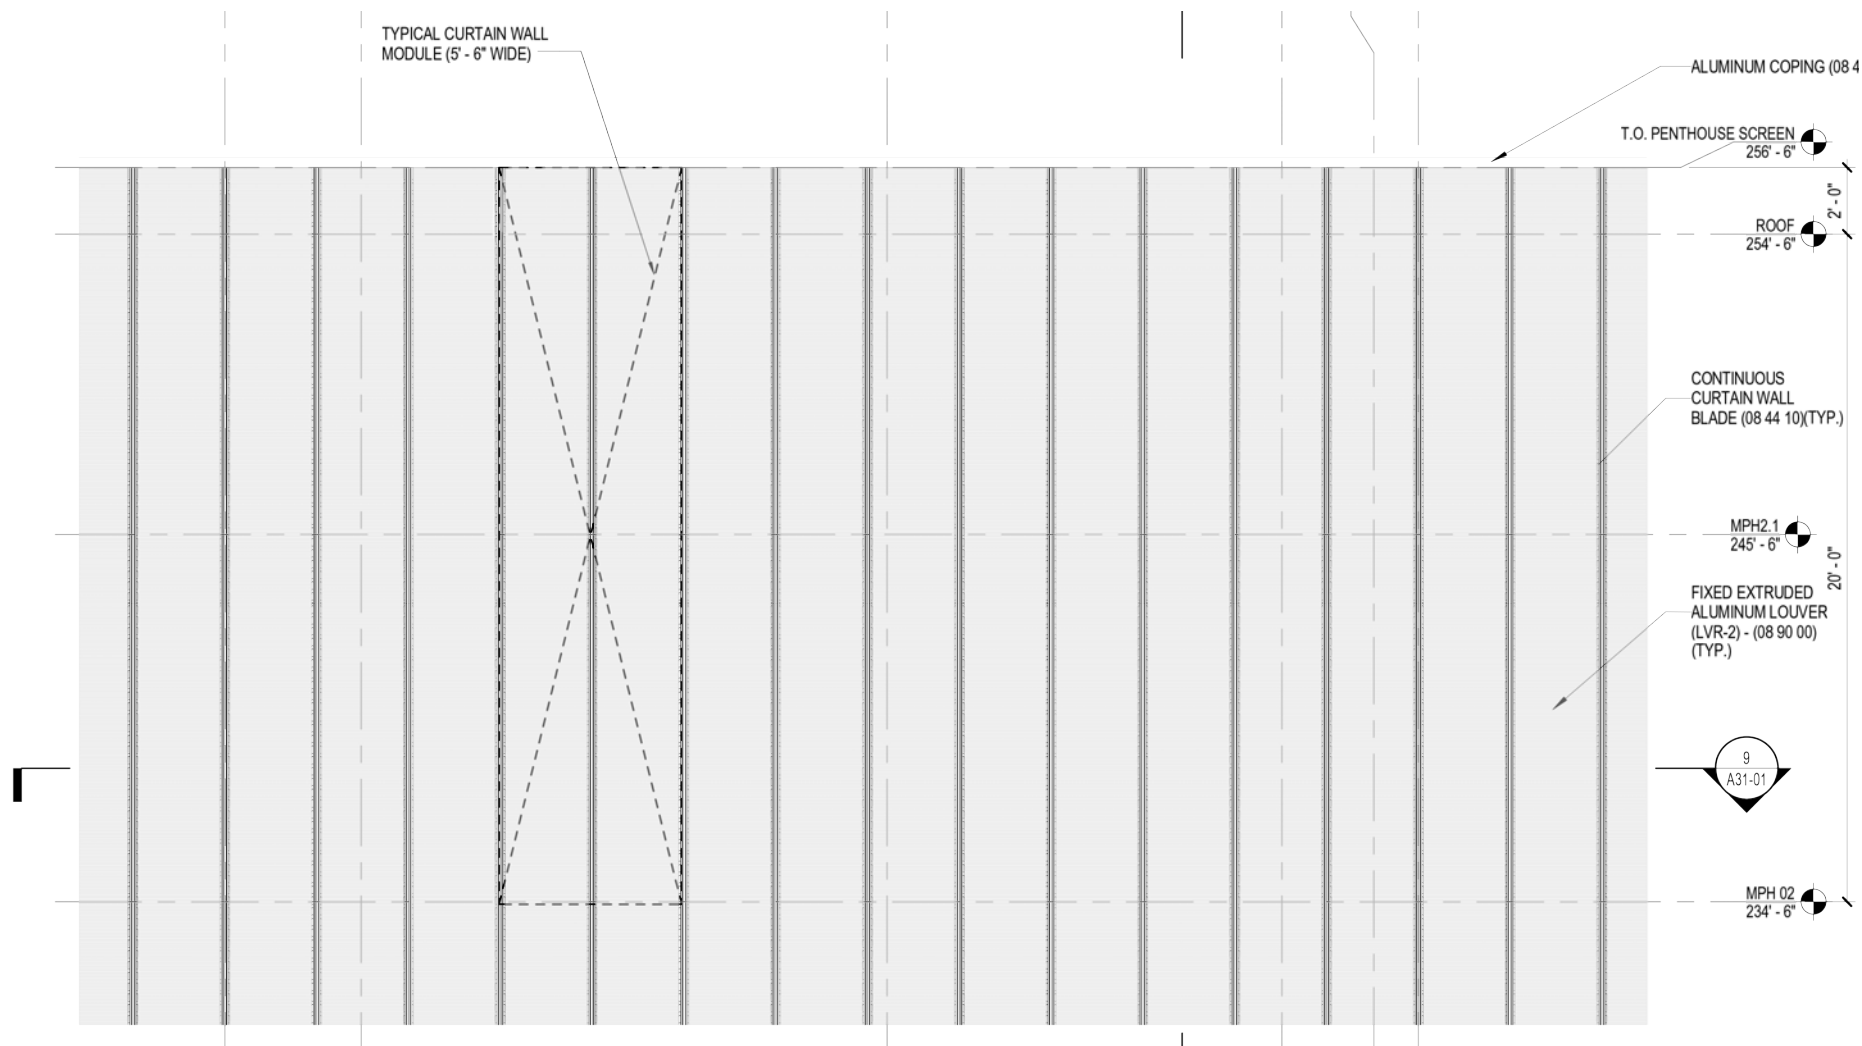 TYPICAL CURTAIN WALL
MODULE (5' - 6" WIDE)
ALUMINUM COPING (08 4
T.O. PENTHOUSE SCREEN
256' - 6"
2' - 0"
ROOF
254' - 6"
CONTINUOUS
CURTAIN WALL
BLADE (08 44 10)(TYP.)
MPH2.1
245' - 6"
20' - 0"
FIXED EXTRUDED
ALUMINUM LOUVER
(LVR-2) - (08 90 00)
(TYP.)
9
A31-01
MPH 02
234' - 6"